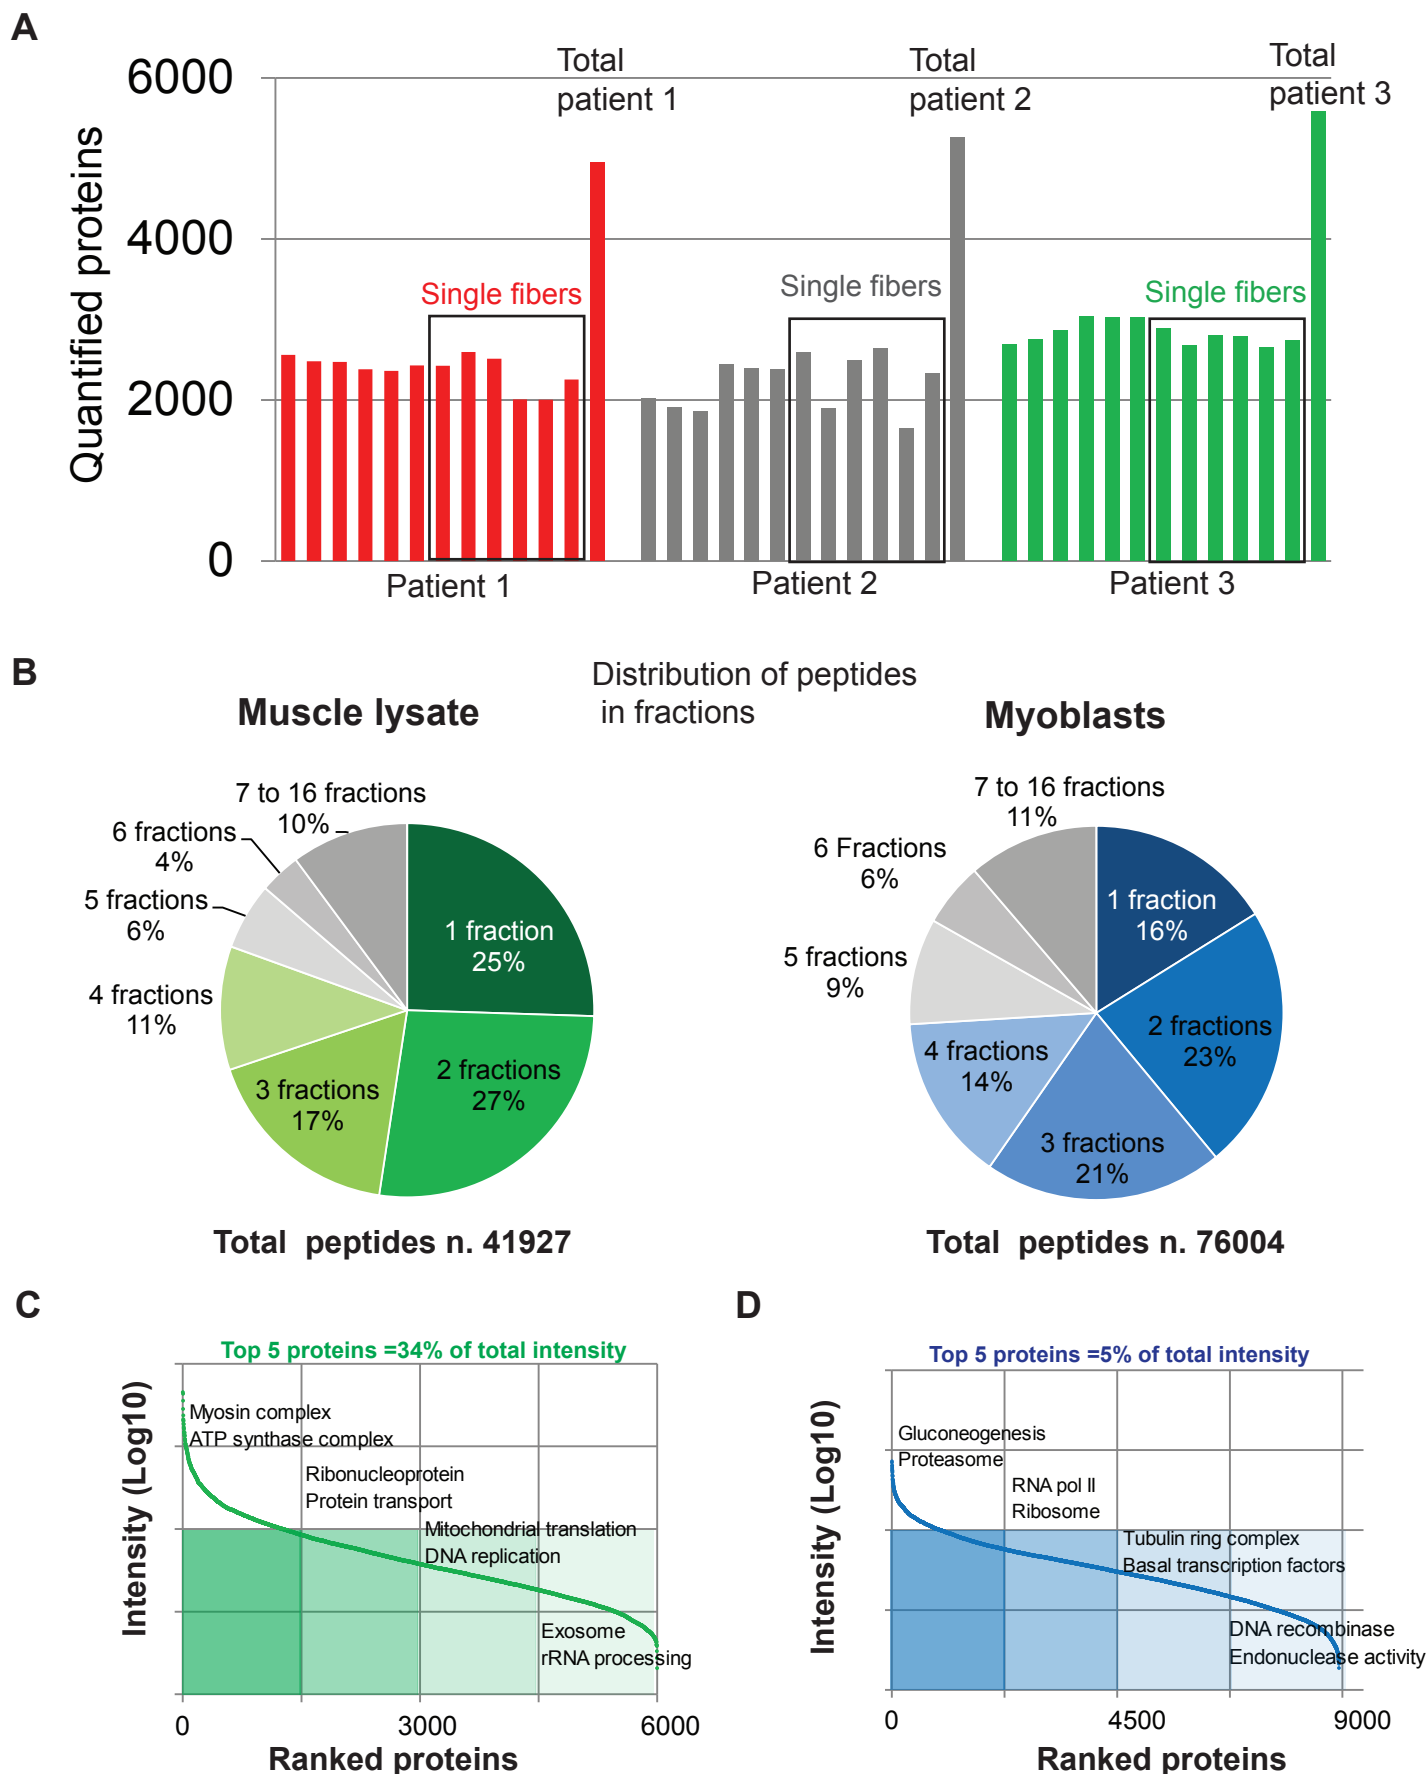 A
Total
patient 1
Total
patient 2
Total
patient 3
6000
4000
2000
0
Quantified proteins
Single fibers
Single fibers
Single fibers
Patient 1
Patient 2
Patient 3
B
Distribution of peptides
in fractions
Muscle lysate
7 to 16 fractions
10%
6 fractions
4%
5 fractions
6%
4 fractions
11%
3 fractions
17%
2 fractions
27%
1 fraction
25%
Total peptides n. 41927
Myoblasts
7 to 16 fractions
11%
6 Fractions
6%
5 fractions
9%
4 fractions
14%
3 fractions
21%
2 fractions
23%
1 fraction
16%
Total peptides n. 76004
C
Top 5 proteins =34% of total intensity
Intensity (Log10)
Myosin complex
ATP synthase complex
Ribonucleoprotein
Protein transport
Mitochondrial translation
DNA replication
Exosome
rRNA processing
0
3000
6000
Ranked proteins
D
Top 5 proteins =5% of total intensity
Intensity (Log10)
Gluconeogenesis
Proteasome
RNA pol II
Ribosome
Tubulin ring complex
Basal transcription factors
DNA recombinase
Endonuclease activity
0
4500
9000
Ranked proteins